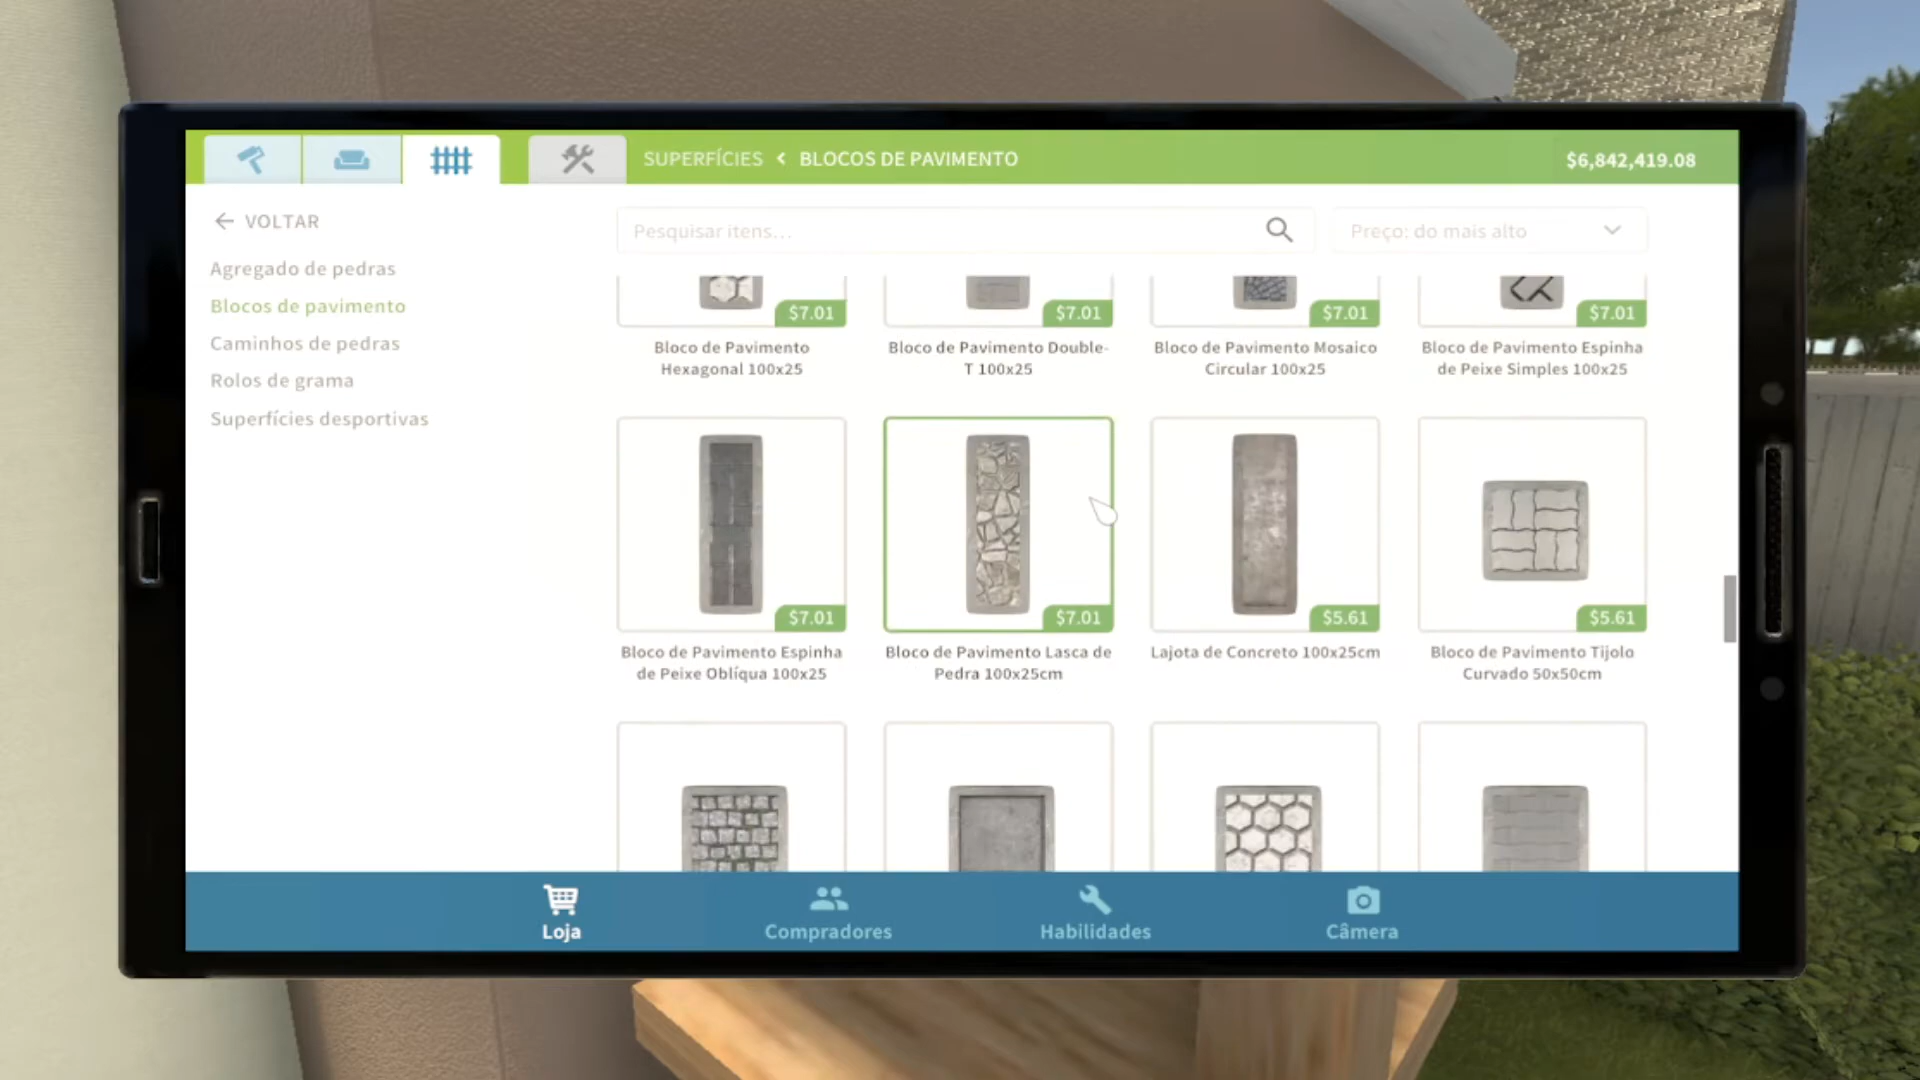 SUPERFÍCIES < BLOCOS DE PAVIMENTO
$6,842,419.08
VOLTAR
Agregado de pedras
Blocos de pavimento
Caminhos de pedras
Rolos de grama
Superfícies desportivas
Pesquisar itens...
Preço: do mais alto
$7.01
$7.01
$7.01
$7.01
Bloco de Pavimento
Hexagonal 100x25
Bloco de Pavimento Double-
T 100x25
Bloco de Pavimento Mosaico
Circular 100x25
Bloco de Pavimento Espinha
de Peixe Simples 100x25
$7.01
$7.01
$5.61
$5.61
Bloco de Pavimento Espinha
de Peixe Oblíqua 100x25
Bloco de Pavimento Lasca de
Pedra 100x25cm
Lajota de Concreto 100x25cm
Bloco de Pavimento Tijolo
Curvado 50x50cm
Loja
Compradores
Habilidades
Câmera